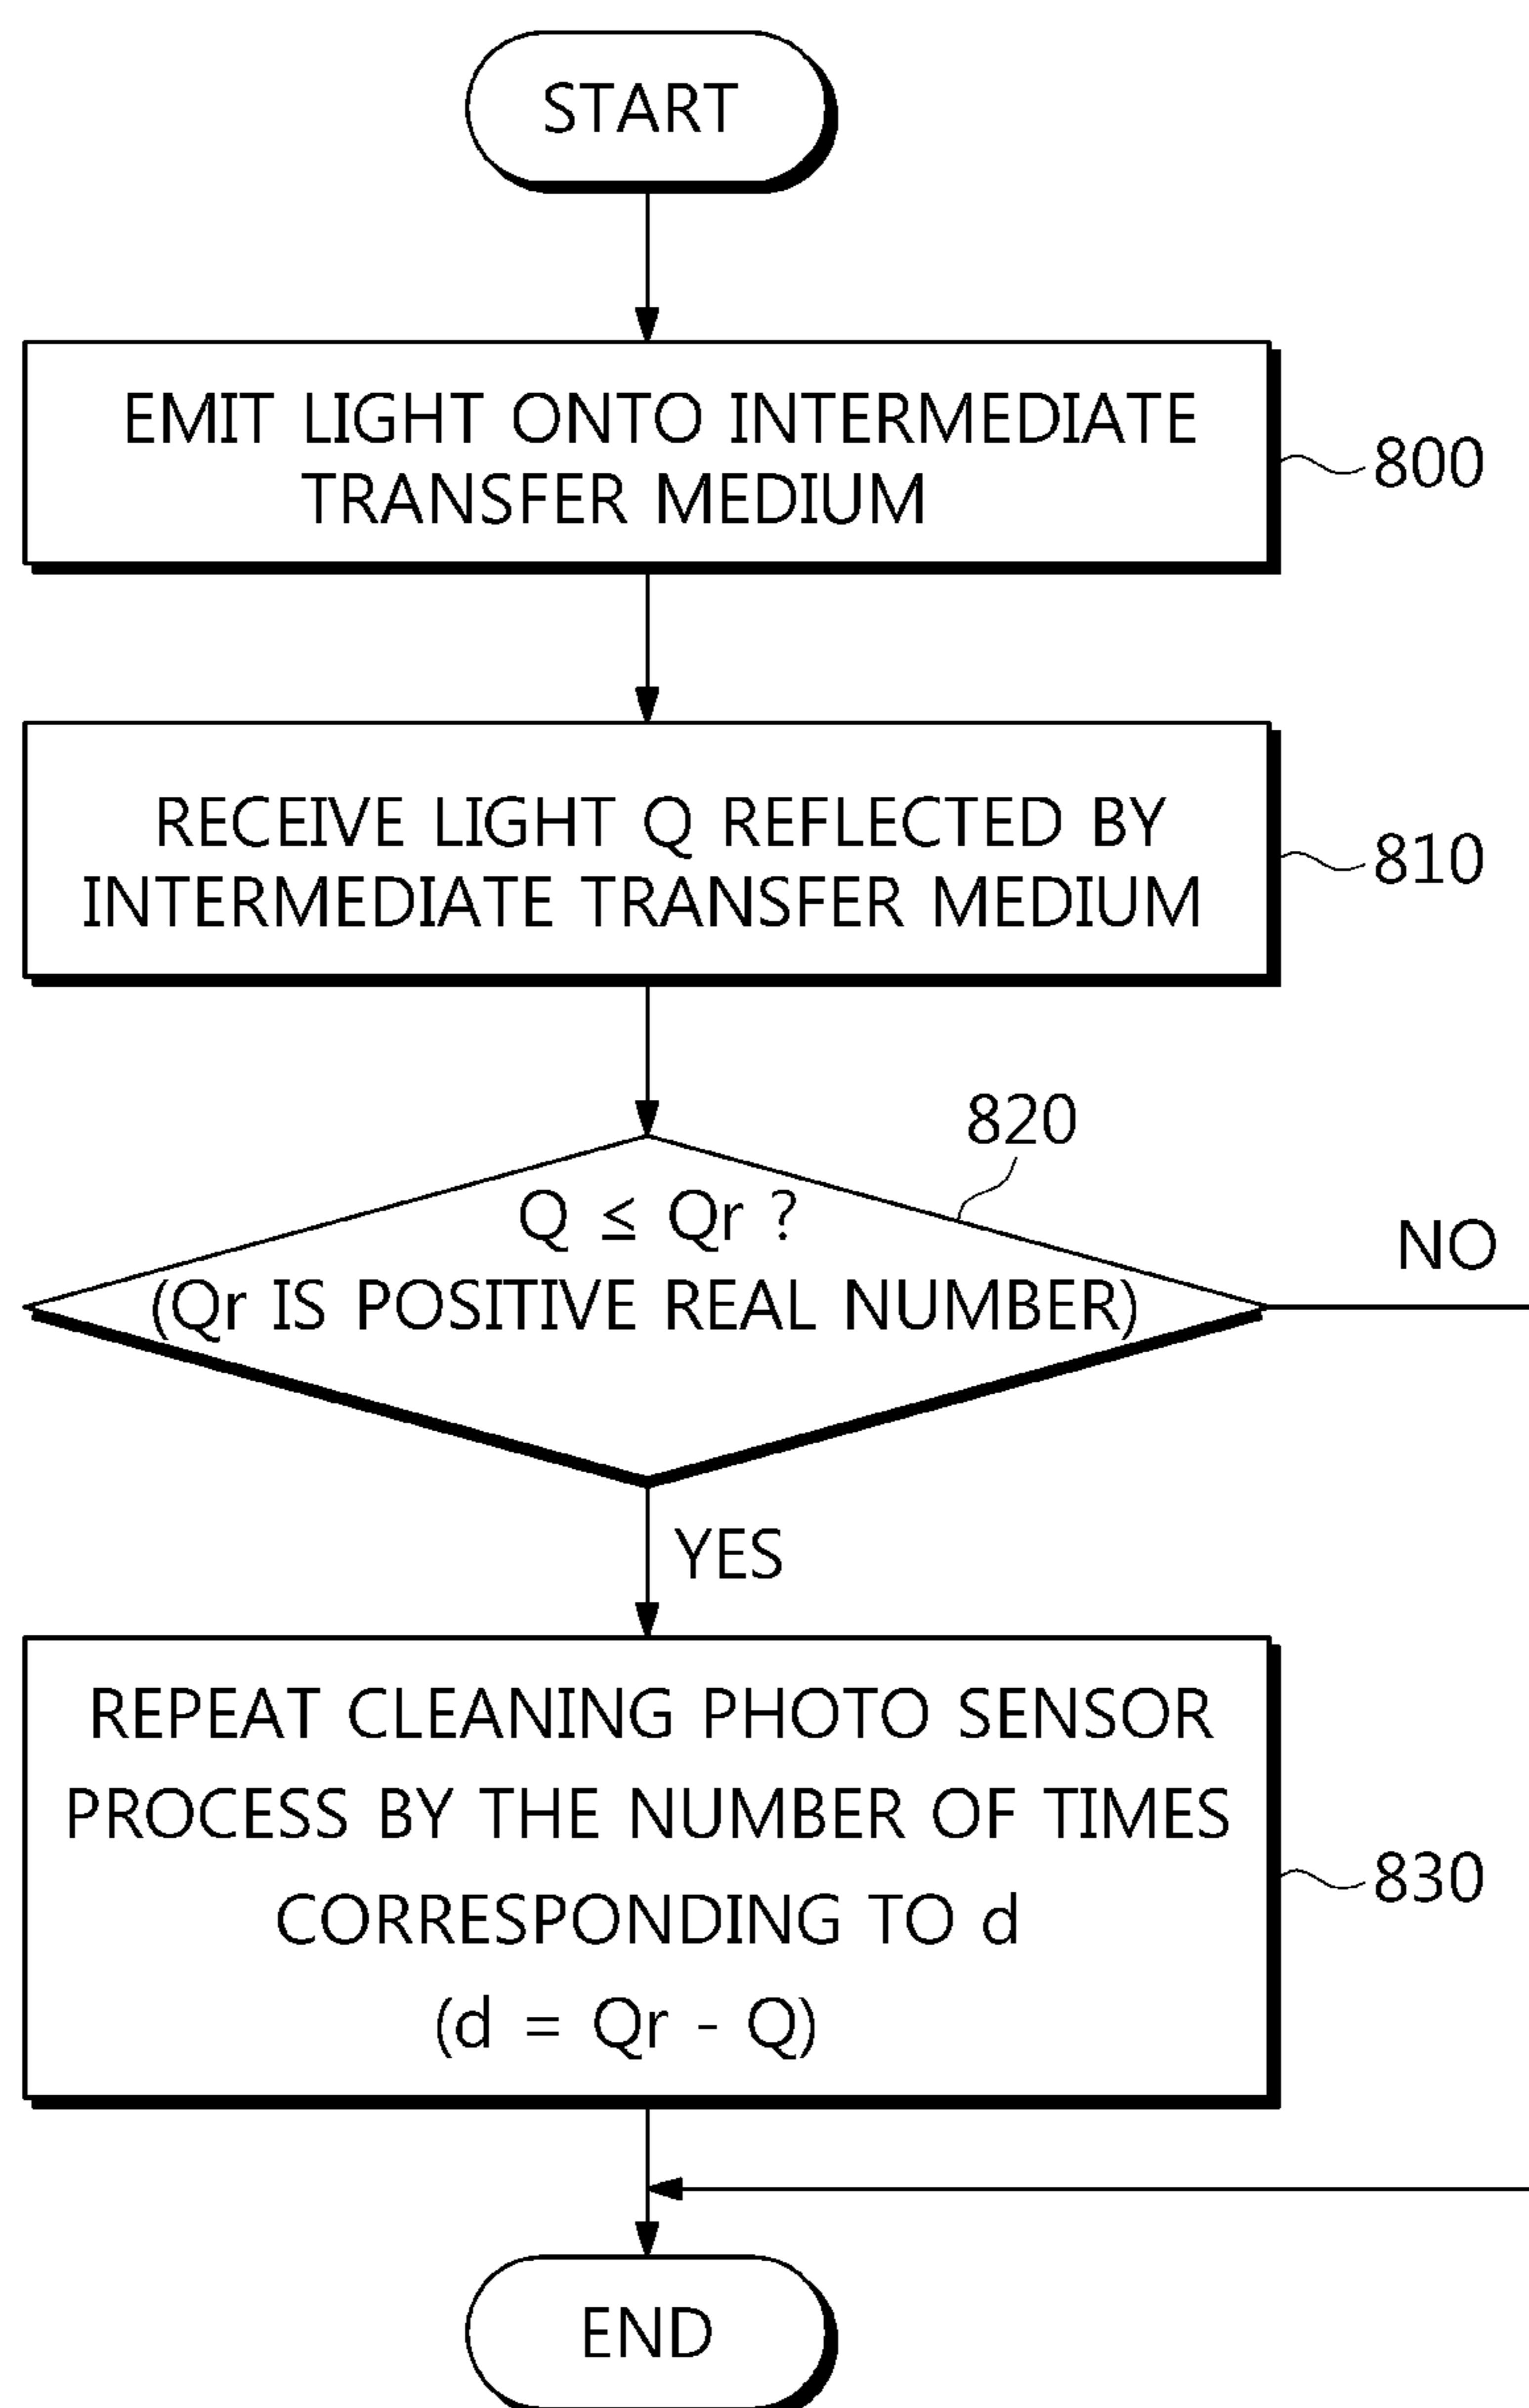 START
EMIT LIGHT ONTO INTERMEDIATE
TRANSFER MEDIUM
800
RECEIVE LIGHT Q REFLECTED BY
INTERMEDIATE TRANSFER MEDIUM
810
820
Q ≤ Qr ?
(Qr IS POSITIVE REAL NUMBER)
NO
YES
REPEAT CLEANING PHOTO SENSOR
PROCESS BY THE NUMBER OF TIMES
CORRESPONDING TO d
(d = Qr - Q)
830
END